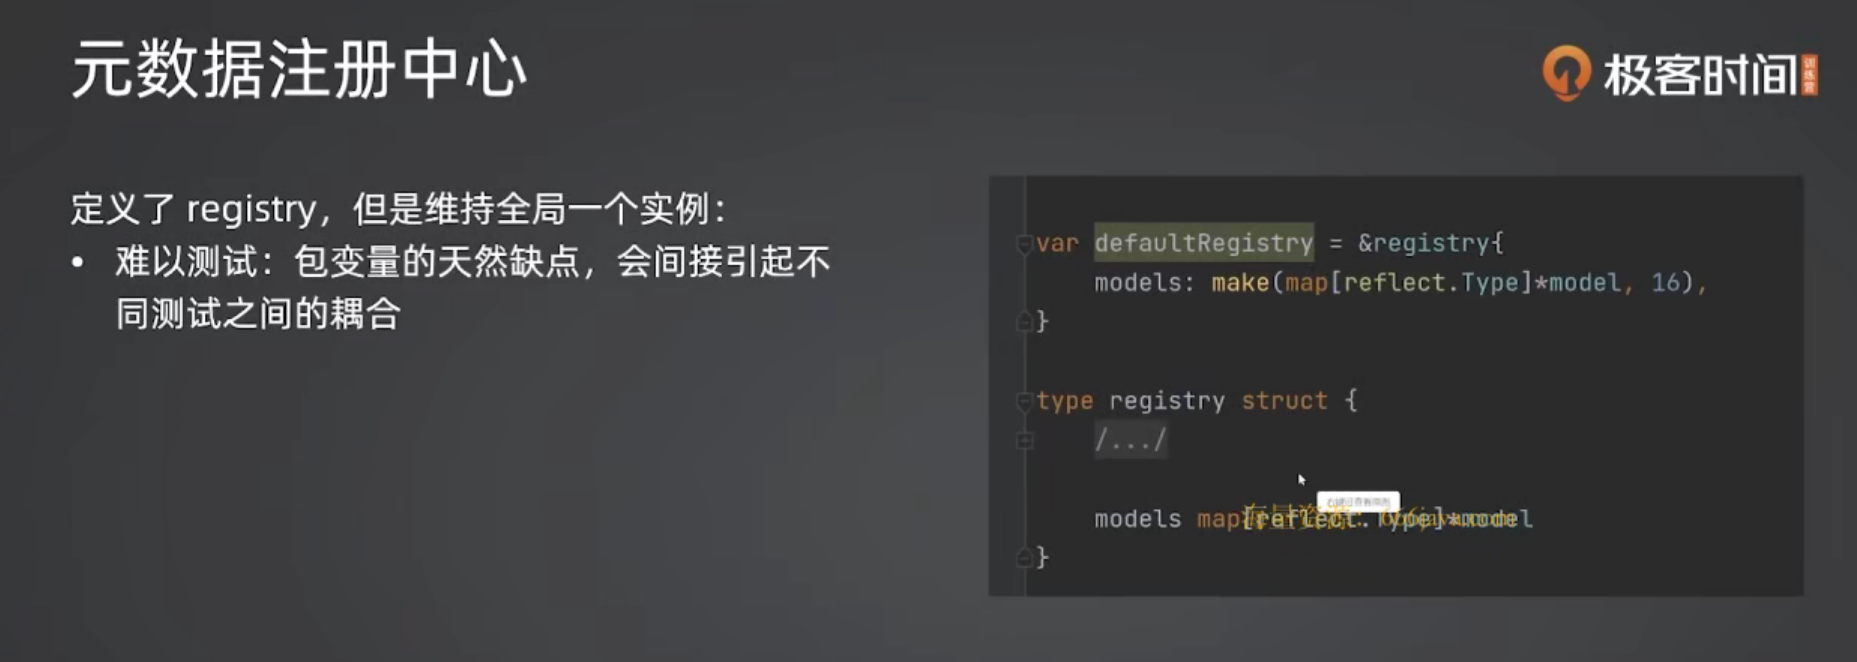 元数据注册中心
极客时间
训练营
定义了 registry，但是维持全局一个实例：
• 难以测试：包变量的天然缺点，会间接引起不
同测试之间的耦合
var defaultRegistry = &registry{
models: make(map[reflect.Type]*model, 16),
}
type registry struct {
/.../
models map[reflect.Type]*model
}